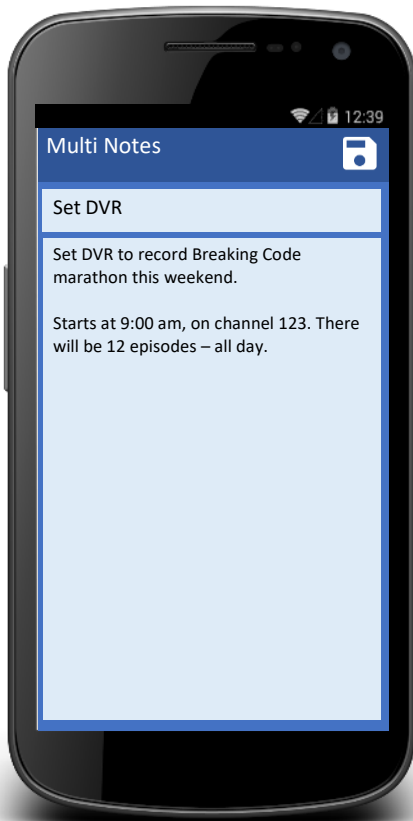 12:39
Multi Notes
Set DVR
Set DVR to record Breaking Code
marathon this weekend.
Starts at 9:00 am, on channel 123. There
will be 12 episodes – all day.